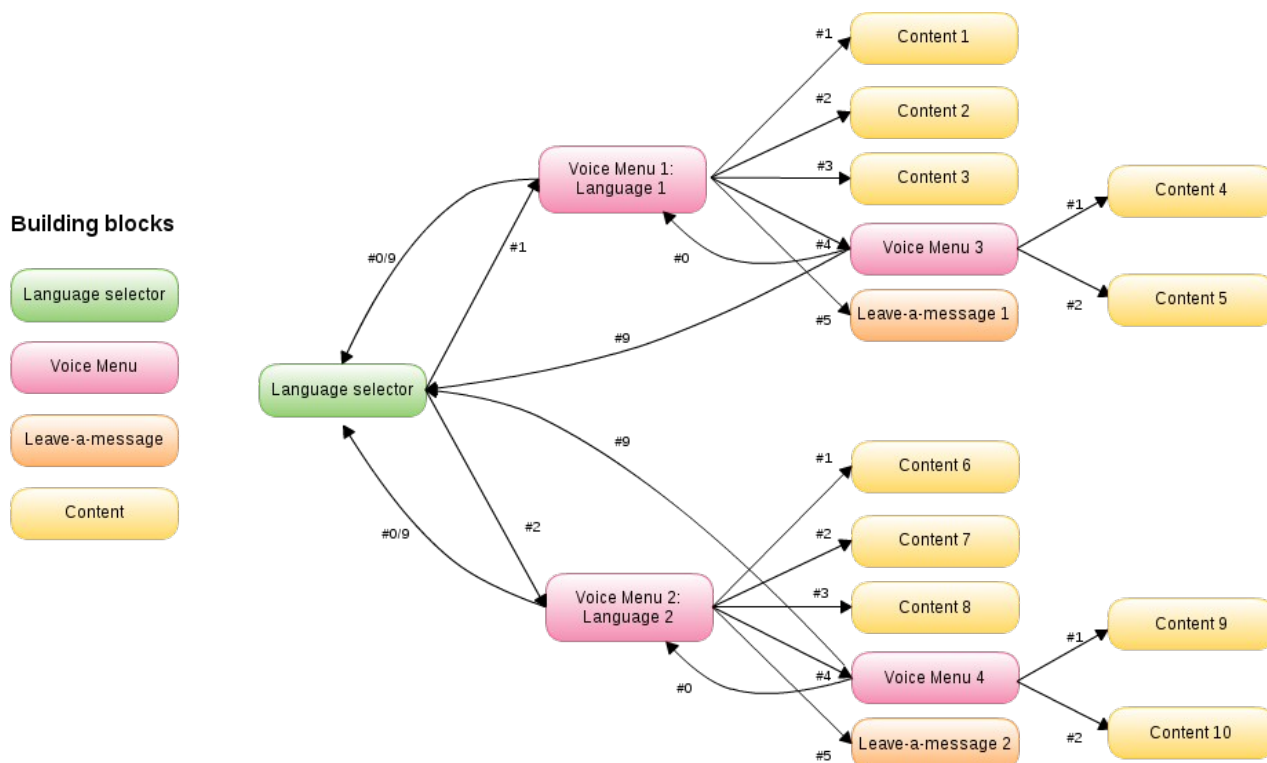 Building blocks
Language selector
Voice Menu
Leave-a-message
Content
Language selector
#0/9
#1
#9
#9
#2
#0/9
Voice Menu 1:
Language 1
#1
#2
#3
#4
#5
#0
Content 1
Content 2
Content 3
Voice Menu 3
Leave-a-message 1
#1
#2
Content 4
Content 5
Voice Menu 2:
Language 2
#1
#2
#3
#4
#5
#0
Content 6
Content 7
Content 8
Voice Menu 4
Leave-a-message 2
#1
#2
Content 9
Content 10